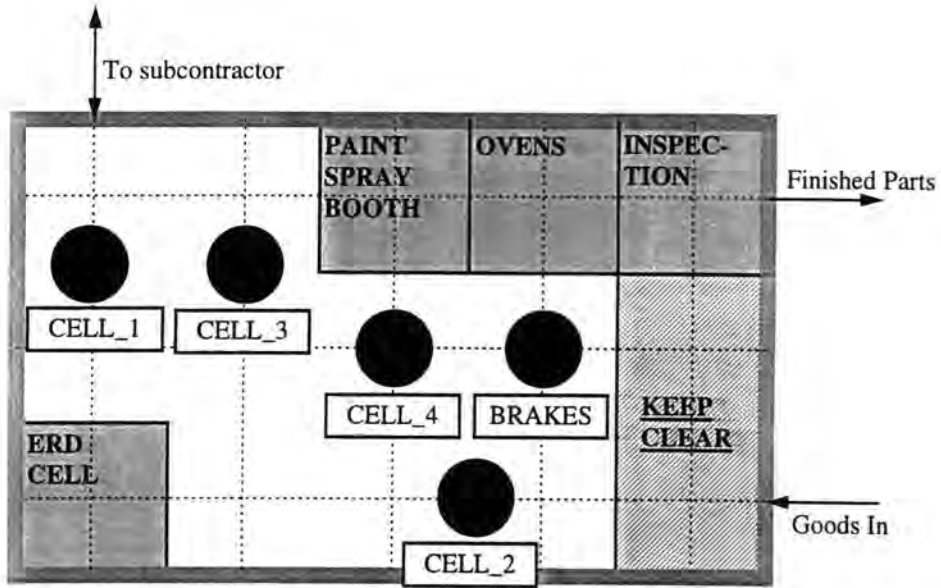 To subcontractor
PAINT
SPRAY
BOOTH
OVENS
INSPEC-
TION
Finished Parts
CELL_1
CELL_3
CELL_4
BRAKES
KEEP
CLEAR
ERD
CELL
Goods In
CELL_2